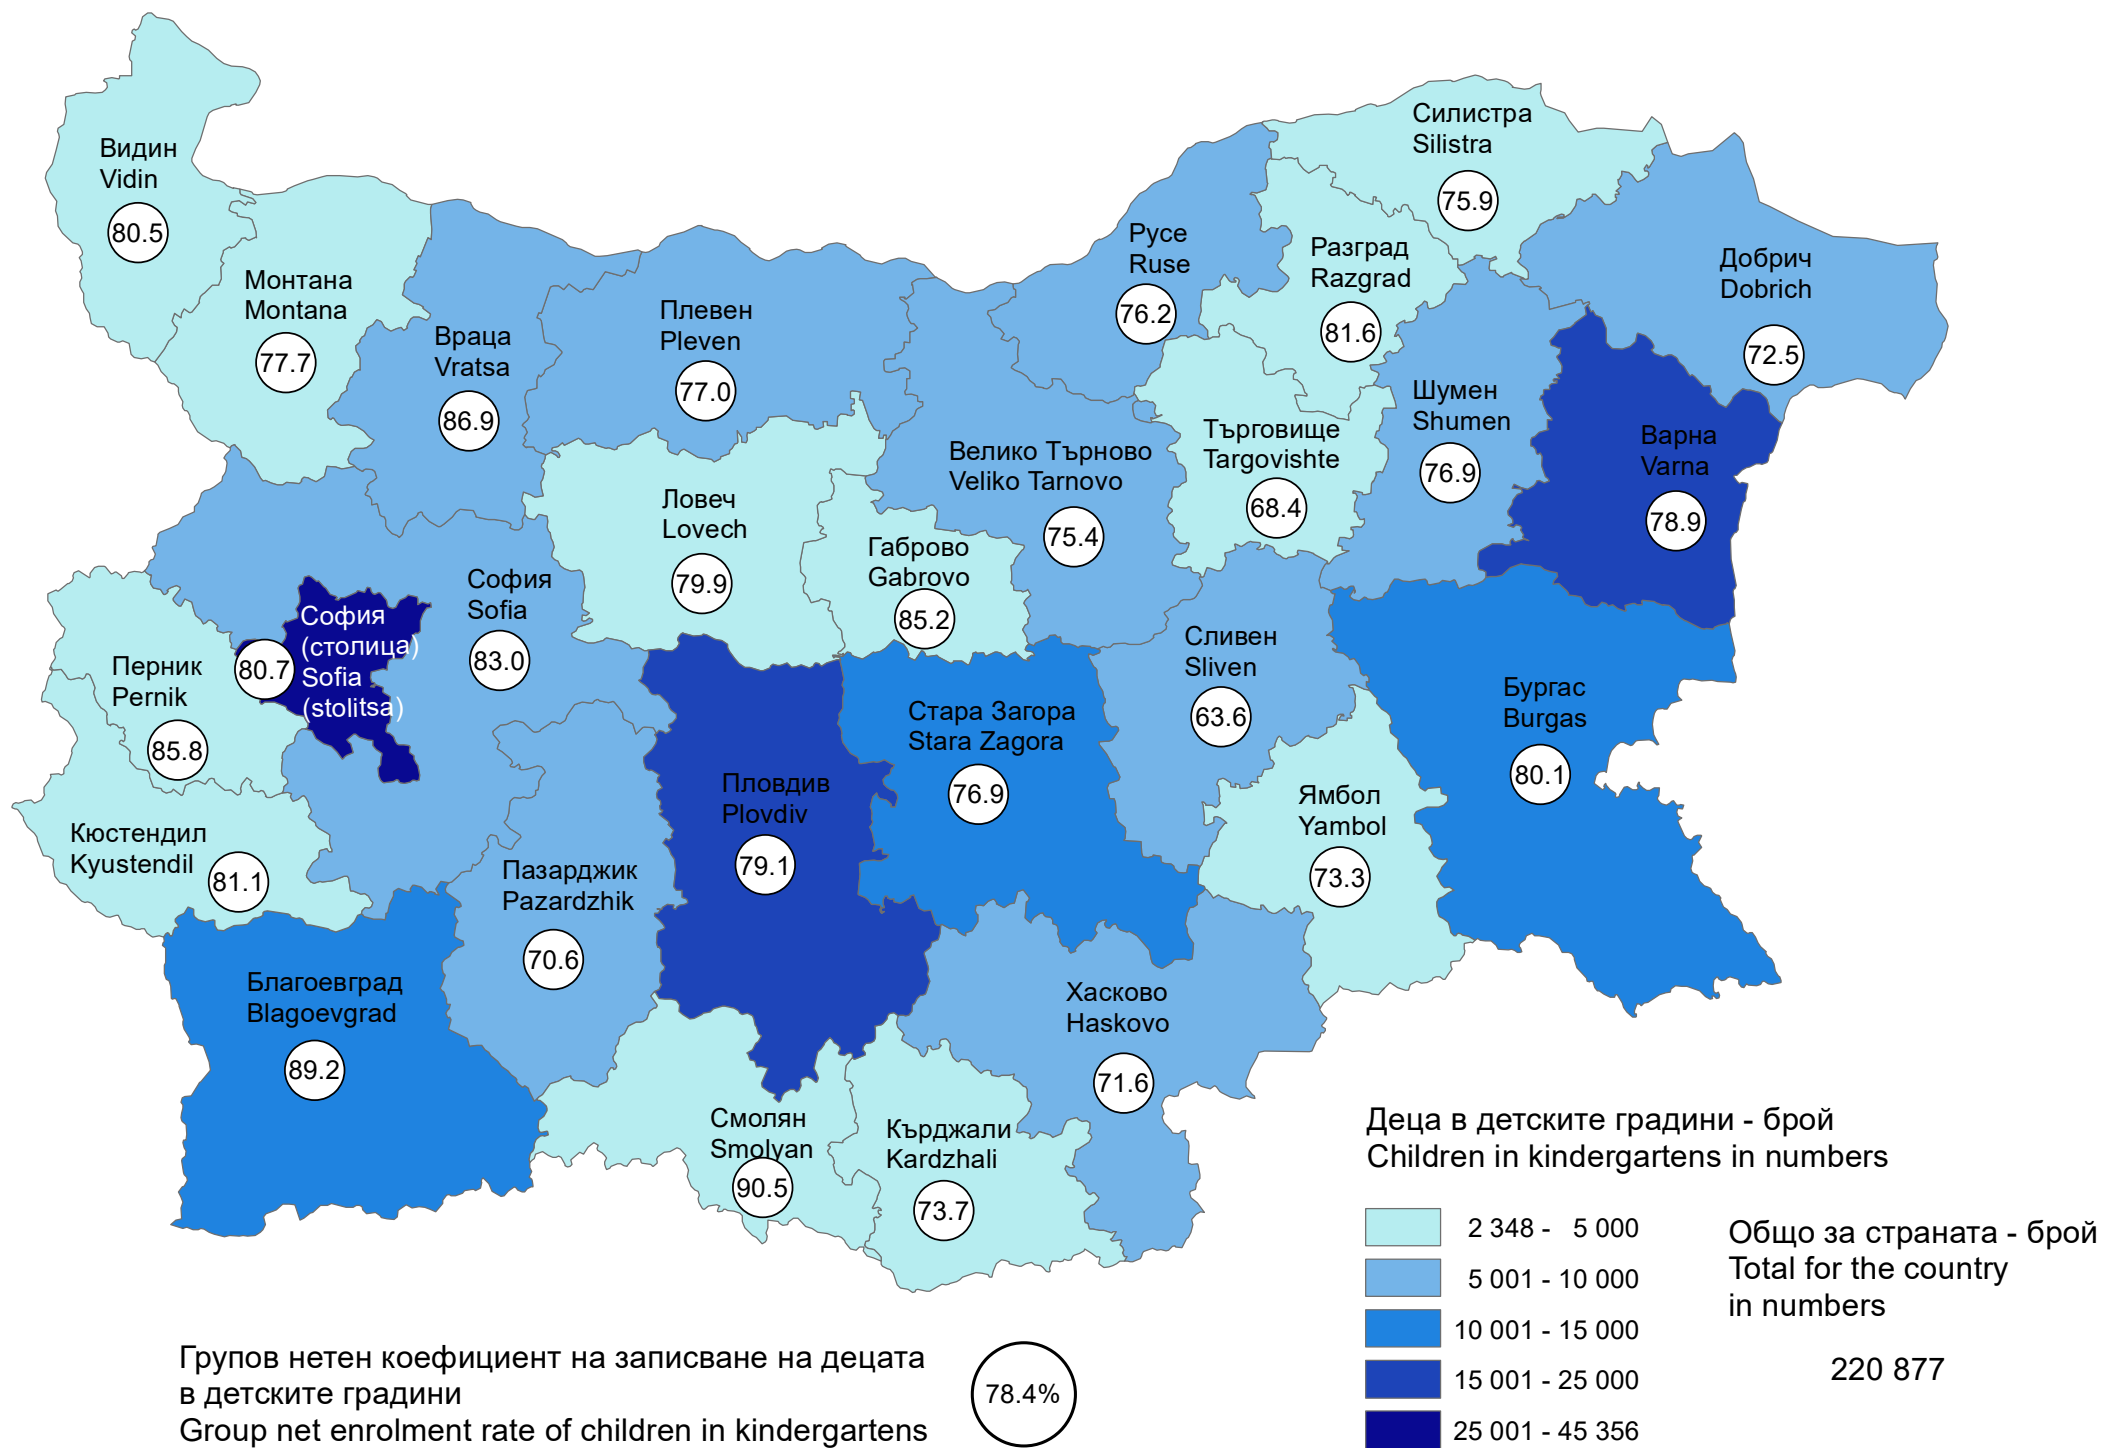 Видин
Vidin
80.5
Монтана
Montana
77.7
Враца
Vratsa
86.9
Плевен
Pleven
77.0
Русе
Ruse
76.2
Силистра
Silistra
75.9
Разград
Razgrad
81.6
Добрич
Dobrich
72.5
Шумен
Shumen
76.9
Варна
Varna
78.9
Търговище
Targovishte
68.4
Велико Търново
Veliko Tarnovo
75.4
Ловеч
Lovech
79.9
Габрово
Gabrovo
85.2
София
Sofia
83.0
София
(столица)
Sofia
(stolitsa)
80.7
Перник
Pernik
85.8
Кюстендил
Kyustendil
81.1
Сливен
Sliven
63.6
Бургас
Burgas
80.1
Стара Загора
Stara Zagora
76.9
Ямбол
Yambol
73.3
Пловдив
Plovdiv
79.1
Пазарджик
Pazardzhik
70.6
Благоевград
Blagoevgrad
89.2
Хасково
Haskovo
71.6
Смолян
Smolyan
90.5
Кърджали
Kardzhali
73.7
Деца в детските градини - брой
Children in kindergartens in numbers
2 348 - 5 000
5 001 - 10 000
10 001 - 15 000
15 001 - 25 000
25 001 - 45 356
Общо за страната - брой
Total for the country
in numbers
220 877
Групов нетен коефициент на записване на децата
в детските градини
Group net enrolment rate of children in kindergartens
78.4%